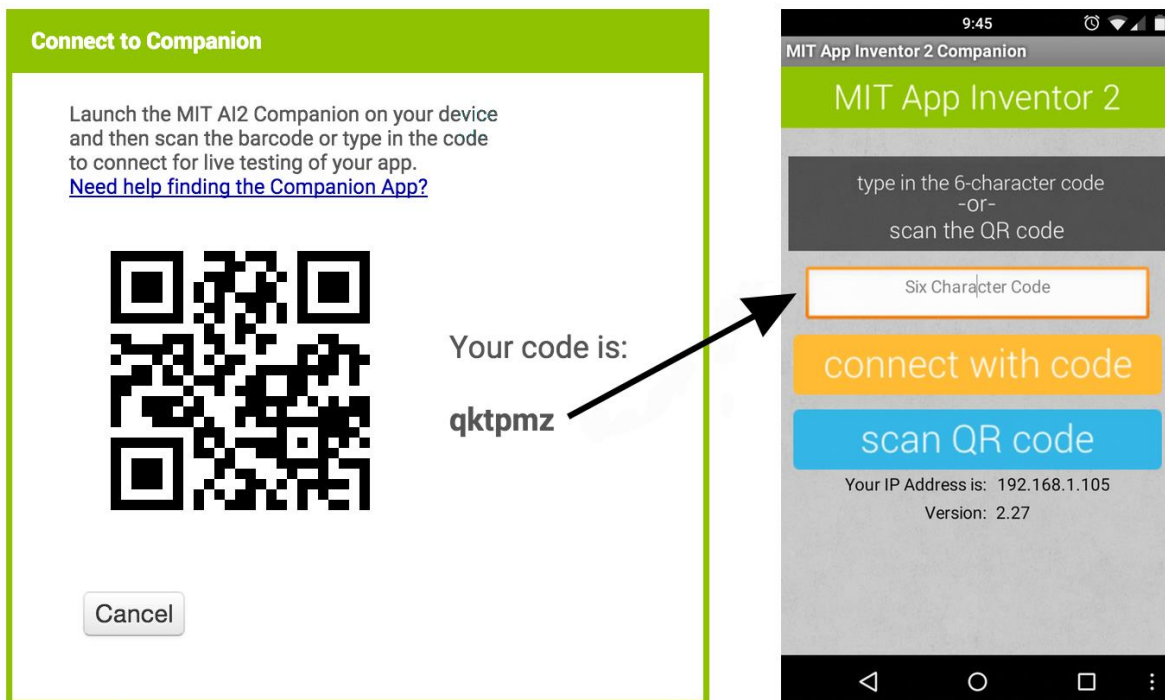 Connect to Companion
Launch the MIT AI2 Companion on your device
and then scan the barcode or type in the code
to connect for live testing of your app.
Need help finding the Companion App?
Your code is:
qktpmz
Cancel
9:45
MIT App Inventor 2 Companion
MIT App Inventor 2
type in the 6-character code
-or-
scan the QR code
Six Character Code
connect with code
scan QR code
Your IP Address is: 192.168.1.105
Version: 2.27